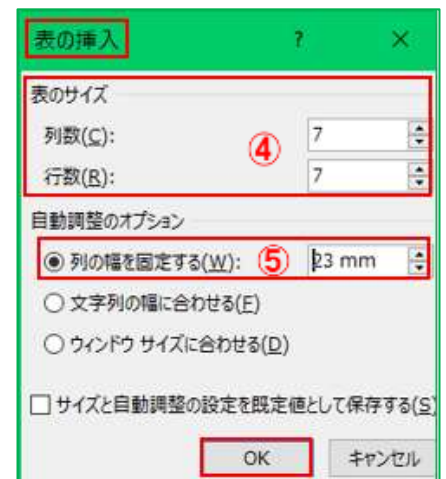 表の挿入 ? ×
表のサイズ
列数(C): ④ 7
行数(R): 7
自動調整のオプション
列の幅を固定する(W): ⑤ 23 mm
文字列の幅に合わせる(F)
ウィンドウ サイズに合わせる(D)
サイズと自動調整の設定を既定値として保存する(S
OK キャンセル